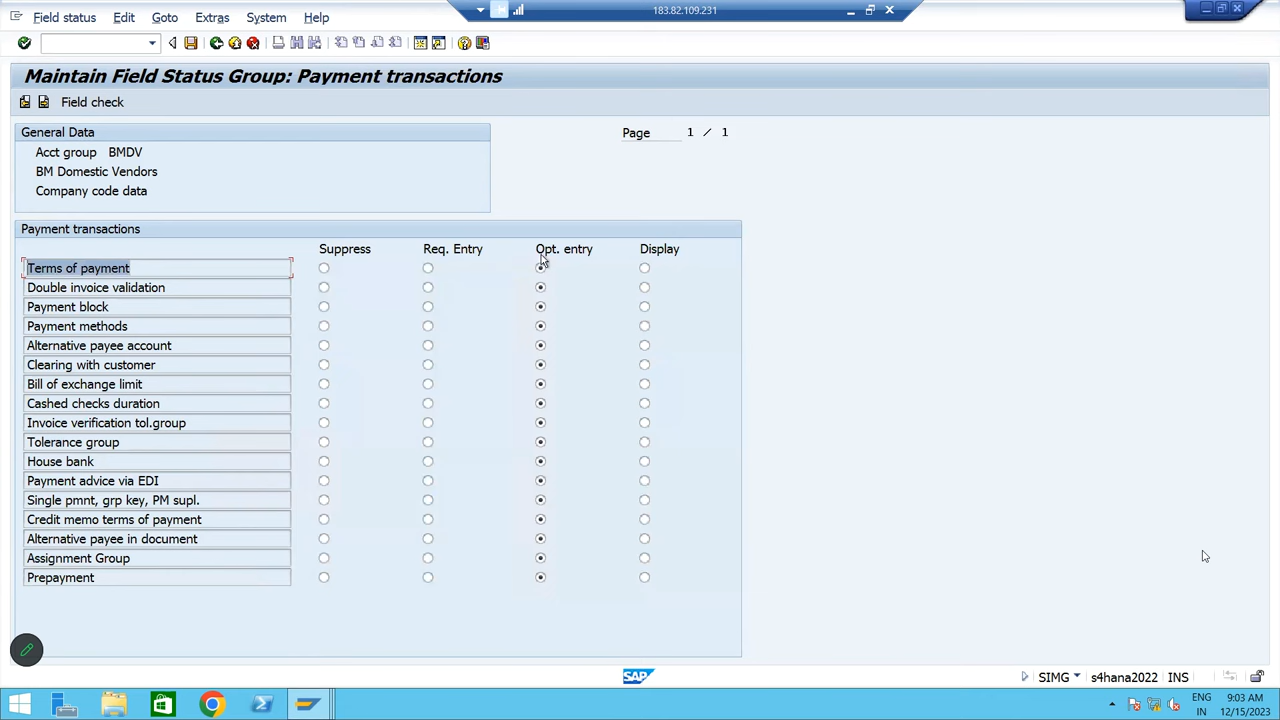 183.82.109.231
Field status Edit Goto Extras System Help
Maintain Field Status Group: Payment transactions
Field check
General Data
Page 1 / 1
Acct group BMDV
BM Domestic Vendors
Company code data
Payment transactions
Suppress Req. Entry Opt. entry Display
Terms of payment
Double invoice validation
Payment block
Payment methods
Alternative payee account
Clearing with customer
Bill of exchange limit
Cashed checks duration
Invoice verification tol.group
Tolerance group
House bank
Payment advice via EDI
Single pmnt, grp key, PM supl.
Credit memo terms of payment
Alternative payee in document
Assignment Group
Prepayment
SAP
SIMG s4hana2022 INS
ENG 9:03 AM
IN 12/15/2023